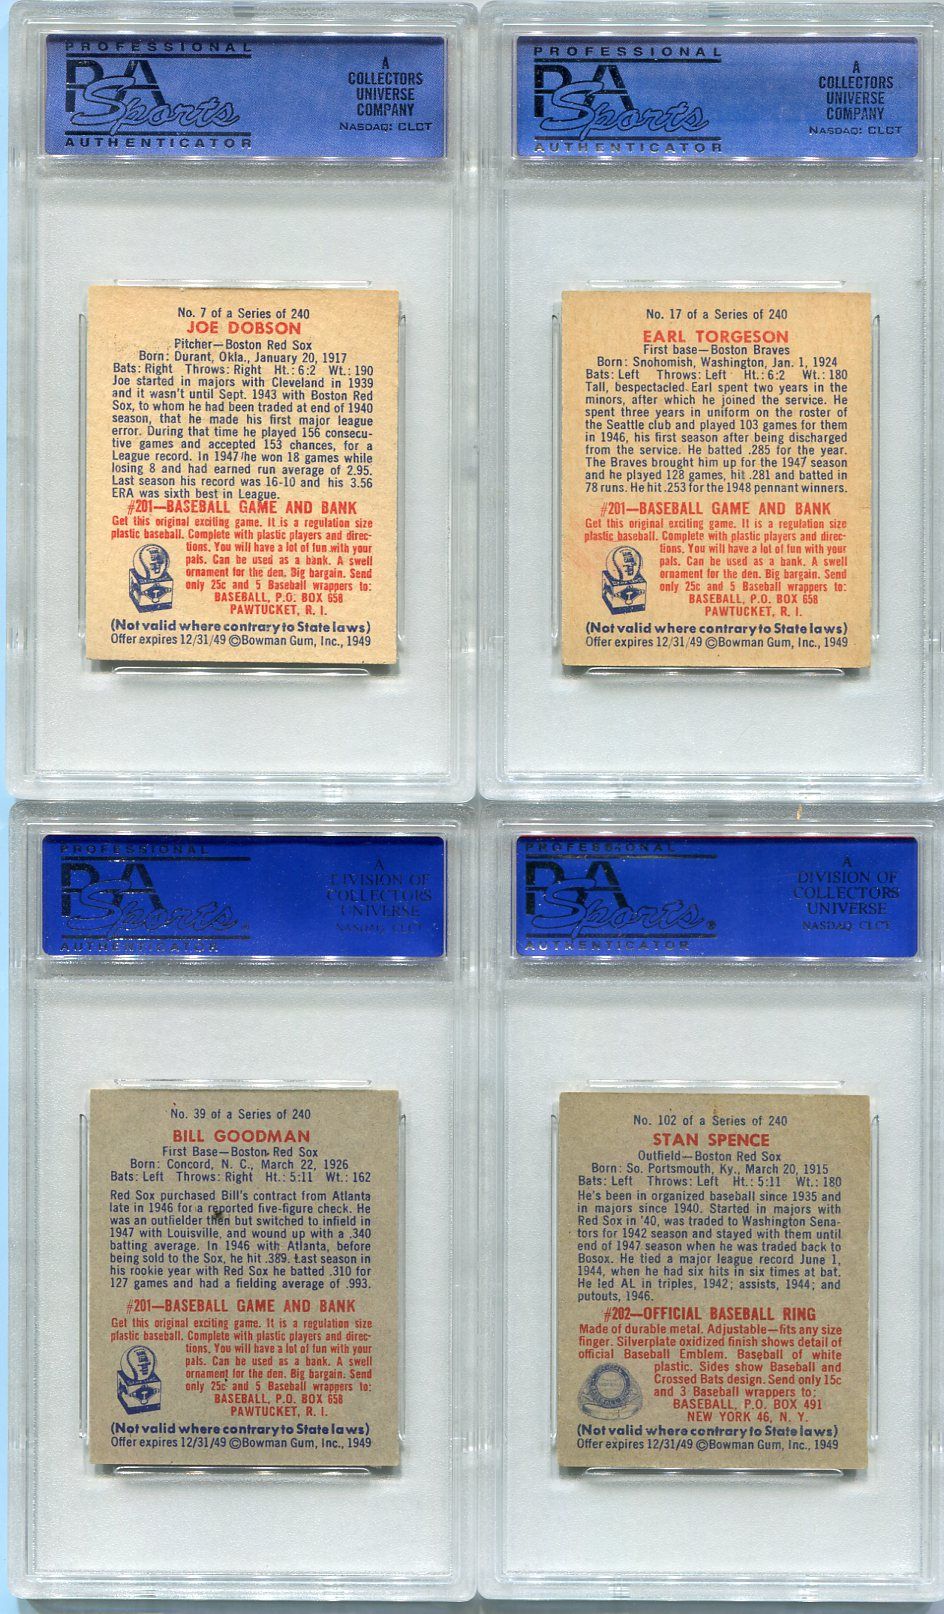 PROFESSIONAL
PSA
Sports
AUTHENTICATOR
A
COLLECTORS
UNIVERSE
COMPANY
NASDAQ: CLCT
No. 7 of a Series of 240
JOE DOBSON
Pitcher—Boston Red Sox
Born: Durant, Okla., January 20, 1917
Bats: Right Throws: Right Ht.: 6:2 Wt.: 190
Joe started in majors with Cleveland in 1939
and it wasn't until Sept. 1943 with Boston Red
Sox, to whom he had been traded at end of 1940
season, that he made his first major league
error. During that time he played 156 consecu-
tive games and accepted 153 chances, for a
League record. In 1947 he won 18 games while
losing 8 and had earned run average of 2.95.
Last season his record was 16-10 and his 3.56
ERA was sixth best in League.
#201—BASEBALL GAME AND BANK
Get this original exciting game. It is a regulation size
plastic baseball. Complete with plastic players and direc-
tions. You will have a lot of fun with your
pals. Can be used as a bank. A swell
ornament for the den. Big bargain. Send
only 25c and 5 Baseball wrappers to:
BASEBALL, P.O. BOX 658
PAWTUCKET, R. I.
(Not valid where contrary to State laws)
Offer expires 12/31/49 ©Bowman Gum, Inc., 1949
PROFESSIONAL
PSA
Sports
AUTHENTICATOR
A
COLLECTORS
UNIVERSE
COMPANY
NASDAQ: CLCT
No. 17 of a Series of 240
EARL TORGESON
First base—Boston Braves
Born: Snohomish, Washington, Jan. 1, 1924
Bats: Left Throws: Left Ht.: 6:2 Wt.: 180
Tall, bespectacled Earl spent two years in the
minors, after which he joined the service. He
spent three years in uniform on the roster of
the Seattle club and played 103 games for them
in 1946, his first season after being discharged
from the service. He batted .285 for the year.
The Braves brought him up for the 1947 season
and he played 128 games, hit .281 and batted in
78 runs. He hit .253 for the 1948 pennant winners.
#201—BASEBALL GAME AND BANK
Get this original exciting game. It is a regulation size
plastic baseball. Complete with plastic players and direc-
tions. You will have a lot of fun with your
pals. Can be used as a bank. A swell
ornament for the den. Big bargain. Send
only 25c and 5 Baseball wrappers to:
BASEBALL, P.O. BOX 658
PAWTUCKET, R. I.
(Not valid where contrary to State laws)
Offer expires 12/31/49 ©Bowman Gum, Inc., 1949
PROFESSIONAL
PSA
Sports
AUTHENTICATOR
A
DIVISION OF
COLLECTORS
UNIVERSE
NASDAQ: CLCT
No. 39 of a Series of 240
BILL GOODMAN
First Base—Boston Red Sox
Born: Concord, N. C., March 22, 1926
Bats: Left Throws: Right Ht.: 5:11 Wt.: 162
Red Sox purchased Bill's contract from Atlanta
late in 1946 for a reported five-figure check. He
was an outfielder then but switched to infield in
1947 with Louisville, and wound up with a .340
batting average. In 1946 with Atlanta, before
being sold to the Sox, he hit .389. Last season in
his rookie year with Red Sox he batted .310 for
127 games and had a fielding average of .993.
#201—BASEBALL GAME AND BANK
Get this original exciting game. It is a regulation size
plastic baseball. Complete with plastic players and direc-
tions. You will have a lot of fun with your
pals. Can be used as a bank. A swell
ornament for the den. Big bargain. Send
only 25c and 5 Baseball wrappers to:
BASEBALL, P.O. BOX 658
PAWTUCKET, R. I.
(Not valid where contrary to State laws)
Offer expires 12/31/49 ©Bowman Gum, Inc., 1949
PROFESSIONAL
PSA
Sports®
AUTHENTICATOR
A
DIVISION OF
COLLECTORS
UNIVERSE
NASDAQ: CLCT
No. 102 of a Series of 240
STAN SPENCE
Outfield—Boston Red Sox
Born: So. Portsmouth, Ky., March 20, 1915
Bats: Left Throws: Left Ht.: 5:11 Wt.: 180
He's been in organized baseball since 1935 and
in majors since 1940. Started in majors with
Red Sox in '40, was traded to Washington Sena-
tors for 1942 season and stayed with them until
end of 1947 season when he was traded back to
Bosox. He tied a major league record June 1,
1944, when he had six hits in six times at bat.
He led AL in triples, 1942; assists, 1944; and
putouts, 1946.
#202—OFFICIAL BASEBALL RING
Made of durable metal. Adjustable—fits any size
finger. Silverplate oxidized finish shows detail of
official Baseball Emblem. Baseball of white
plastic. Sides show Baseball and
Crossed Bats design. Send only 15c
and 3 Baseball wrappers to:
BASEBALL, P.O. BOX 491
NEW YORK 46, N. Y.
(Not valid where contrary to State laws)
Offer expires 12/31/49 ©Bowman Gum, Inc., 1949